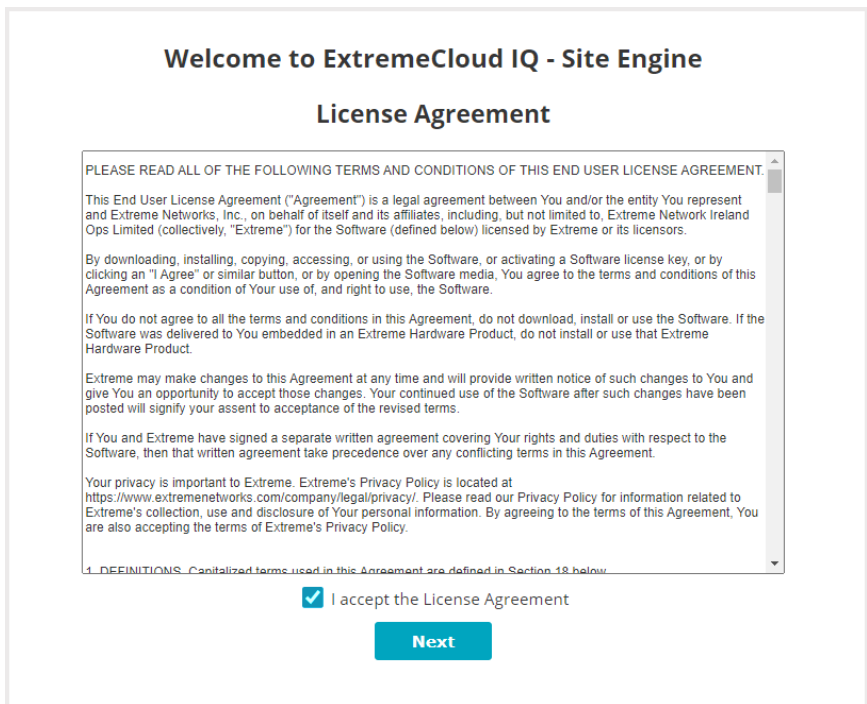 Welcome to ExtremeCloud IQ - Site Engine
License Agreement
PLEASE READ ALL OF THE FOLLOWING TERMS AND CONDITIONS OF THIS END USER LICENSE AGREEMENT.
This End User License Agreement ("Agreement") is a legal agreement between You and/or the entity You represent
and Extreme Networks, Inc., on behalf of itself and its affiliates, including, but not limited to, Extreme Network Ireland
Ops Limited (collectively, "Extreme") for the Software (defined below) licensed by Extreme or its licensors.
By downloading, installing, copying, accessing, or using the Software, or activating a Software license key, or by
clicking an "I Agree" or similar button, or by opening the Software media, You agree to the terms and conditions of this
Agreement as a condition of Your use of, and right to use, the Software.
If You do not agree to all the terms and conditions in this Agreement, do not download, install or use the Software. If the
Software was delivered to You embedded in an Extreme Hardware Product, do not install or use that Extreme
Hardware Product.
Extreme may make changes to this Agreement at any time and will provide written notice of such changes to You and
give You an opportunity to accept those changes. Your continued use of the Software after such changes have been
posted will signify your assent to acceptance of the revised terms.
If You and Extreme have signed a separate written agreement covering Your rights and duties with respect to the
Software, then that written agreement take precedence over any conflicting terms in this Agreement.
Your privacy is important to Extreme. Extreme's Privacy Policy is located at
https://www.extremenetworks.com/company/legal/privacy/. Please read our Privacy Policy for information related to
Extreme's collection, use and disclosure of Your personal information. By agreeing to the terms of this Agreement, You
are also accepting the terms of Extreme's Privacy Policy.
1. DEFINITIONS. Capitalized terms used in this Agreement are defined in Section 18 below.
I accept the License Agreement
Next